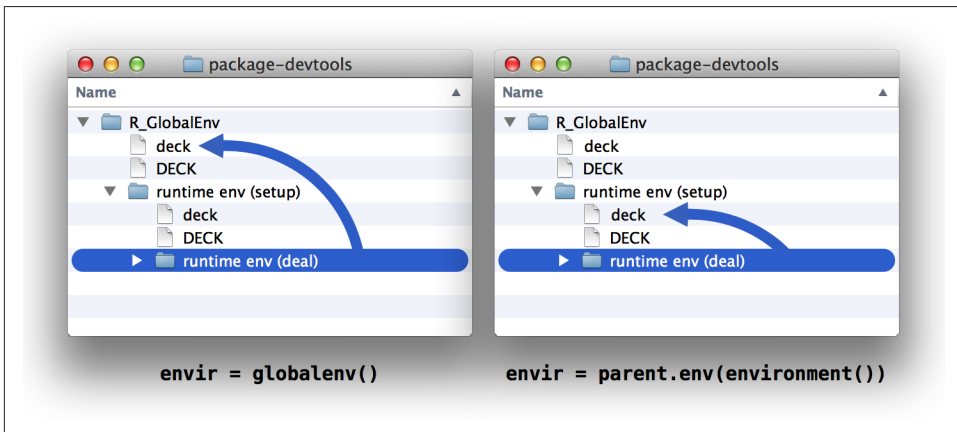 package-devtools
Name
R_GlobalEnv
deck
DECK
runtime env (setup)
deck
DECK
runtime env (deal)
envir = globalenv()
package-devtools
Name
R_GlobalEnv
deck
DECK
runtime env (setup)
deck
DECK
runtime env (deal)
envir = parent.env(environment())